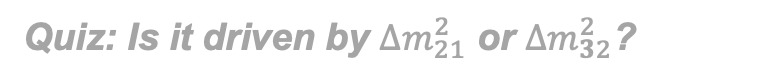 Quiz: Is it driven by Δm²₂₁ or Δm²₃₂?